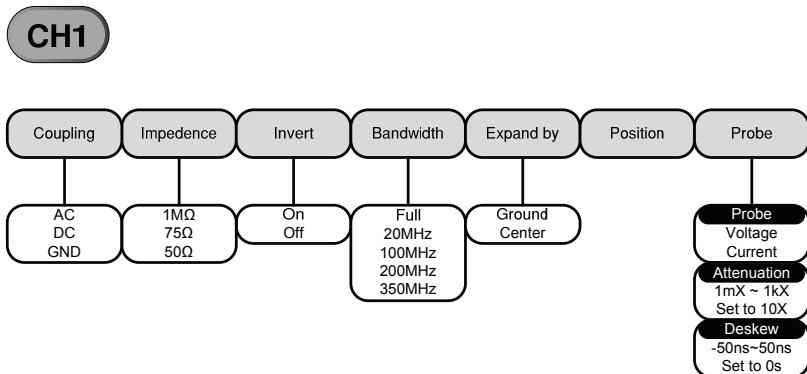 CH1
Coupling Impedence Invert Bandwidth Expand by Position Probe
AC
DC
GND
1MΩ
75Ω
50Ω
On
Off
Full
20MHz
100MHz
200MHz
350MHz
Ground
Center
Probe
Voltage
Current
Attenuation
1mX ~ 1kX
Set to 10X
Deskew
-50ns~50ns
Set to 0s